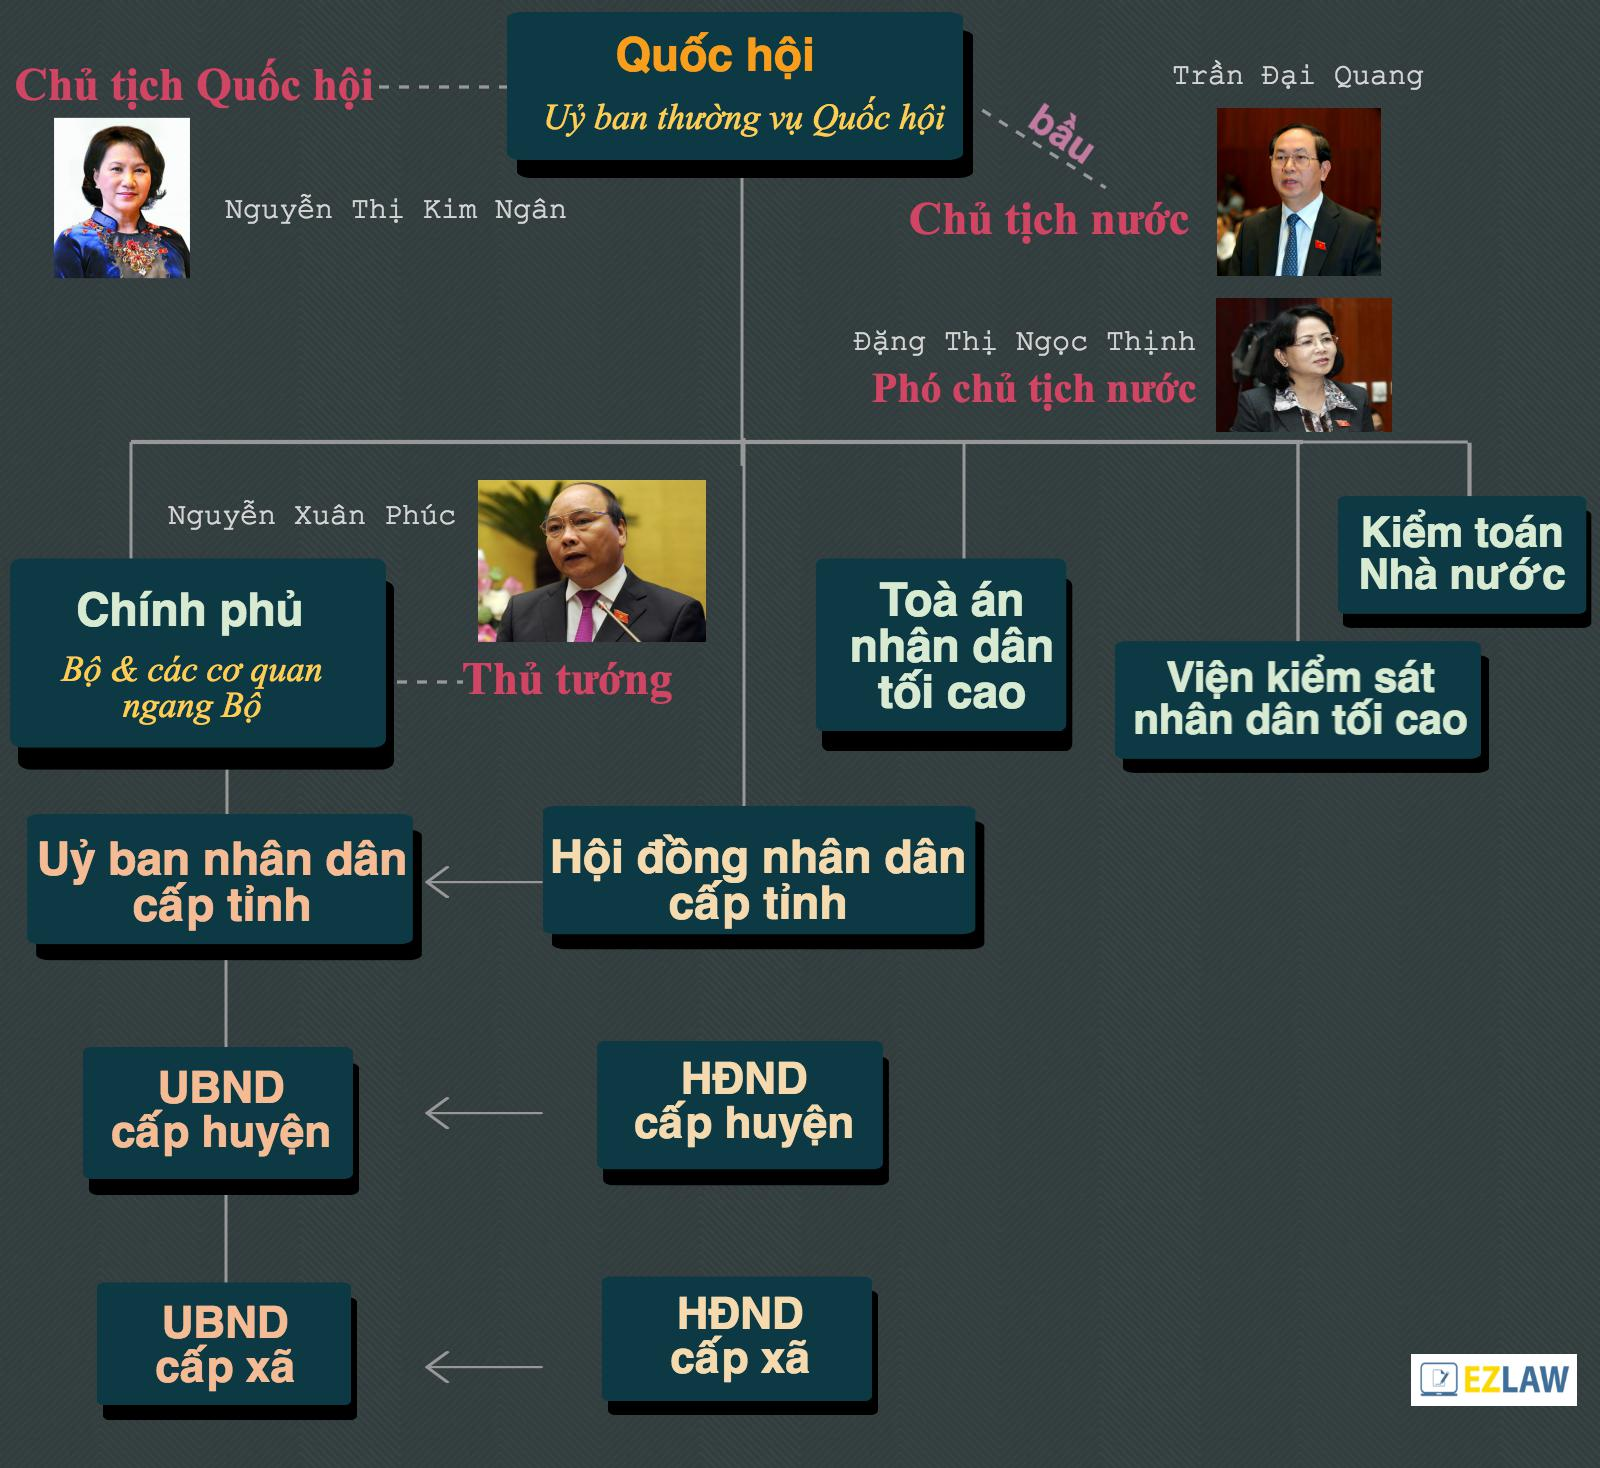 Quốc hội
Uỷ ban thường vụ Quốc hội
Chủ tịch Quốc hội
Nguyễn Thị Kim Ngân
bầu
Trần Đại Quang
Chủ tịch nước
Đặng Thị Ngọc Thịnh
Phó chủ tịch nước
Nguyễn Xuân Phúc
Thủ tướng
Chính phủ
Bộ & các cơ quan
ngang Bộ
Toà án
nhân dân
tối cao
Viện kiểm sát
nhân dân tối cao
Kiểm toán
Nhà nước
Uỷ ban nhân dân
cấp tỉnh
Hội đồng nhân dân
cấp tỉnh
UBND
cấp huyện
HĐND
cấp huyện
UBND
cấp xã
HĐND
cấp xã
EZLAW